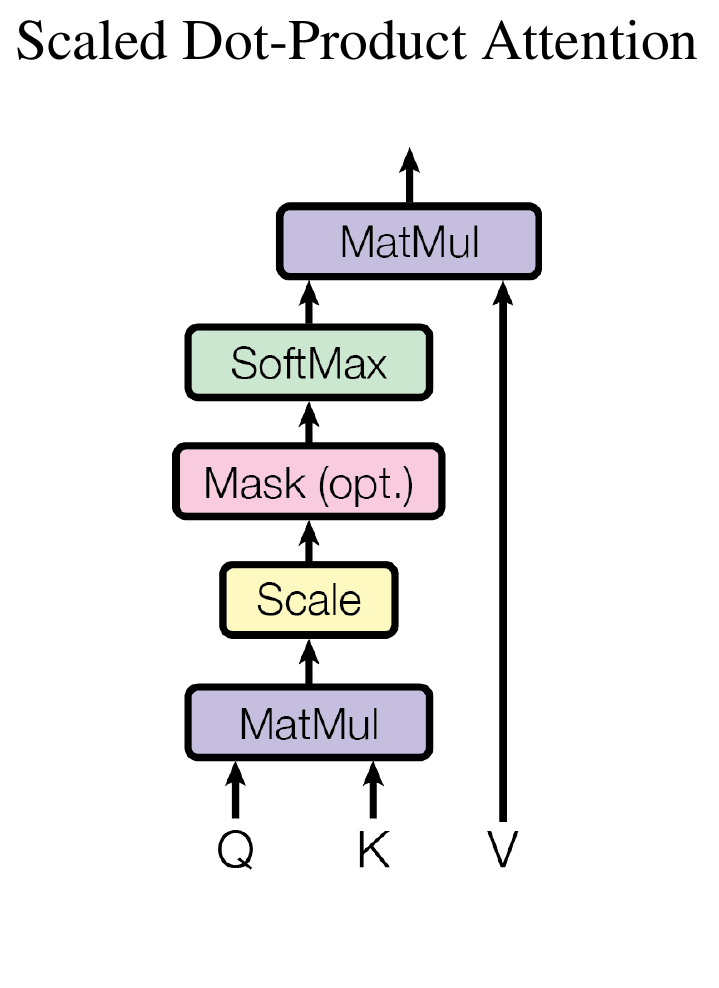 Scaled Dot-Product Attention
MatMul
SoftMax
Mask (opt.)
Scale
MatMul
Q K V